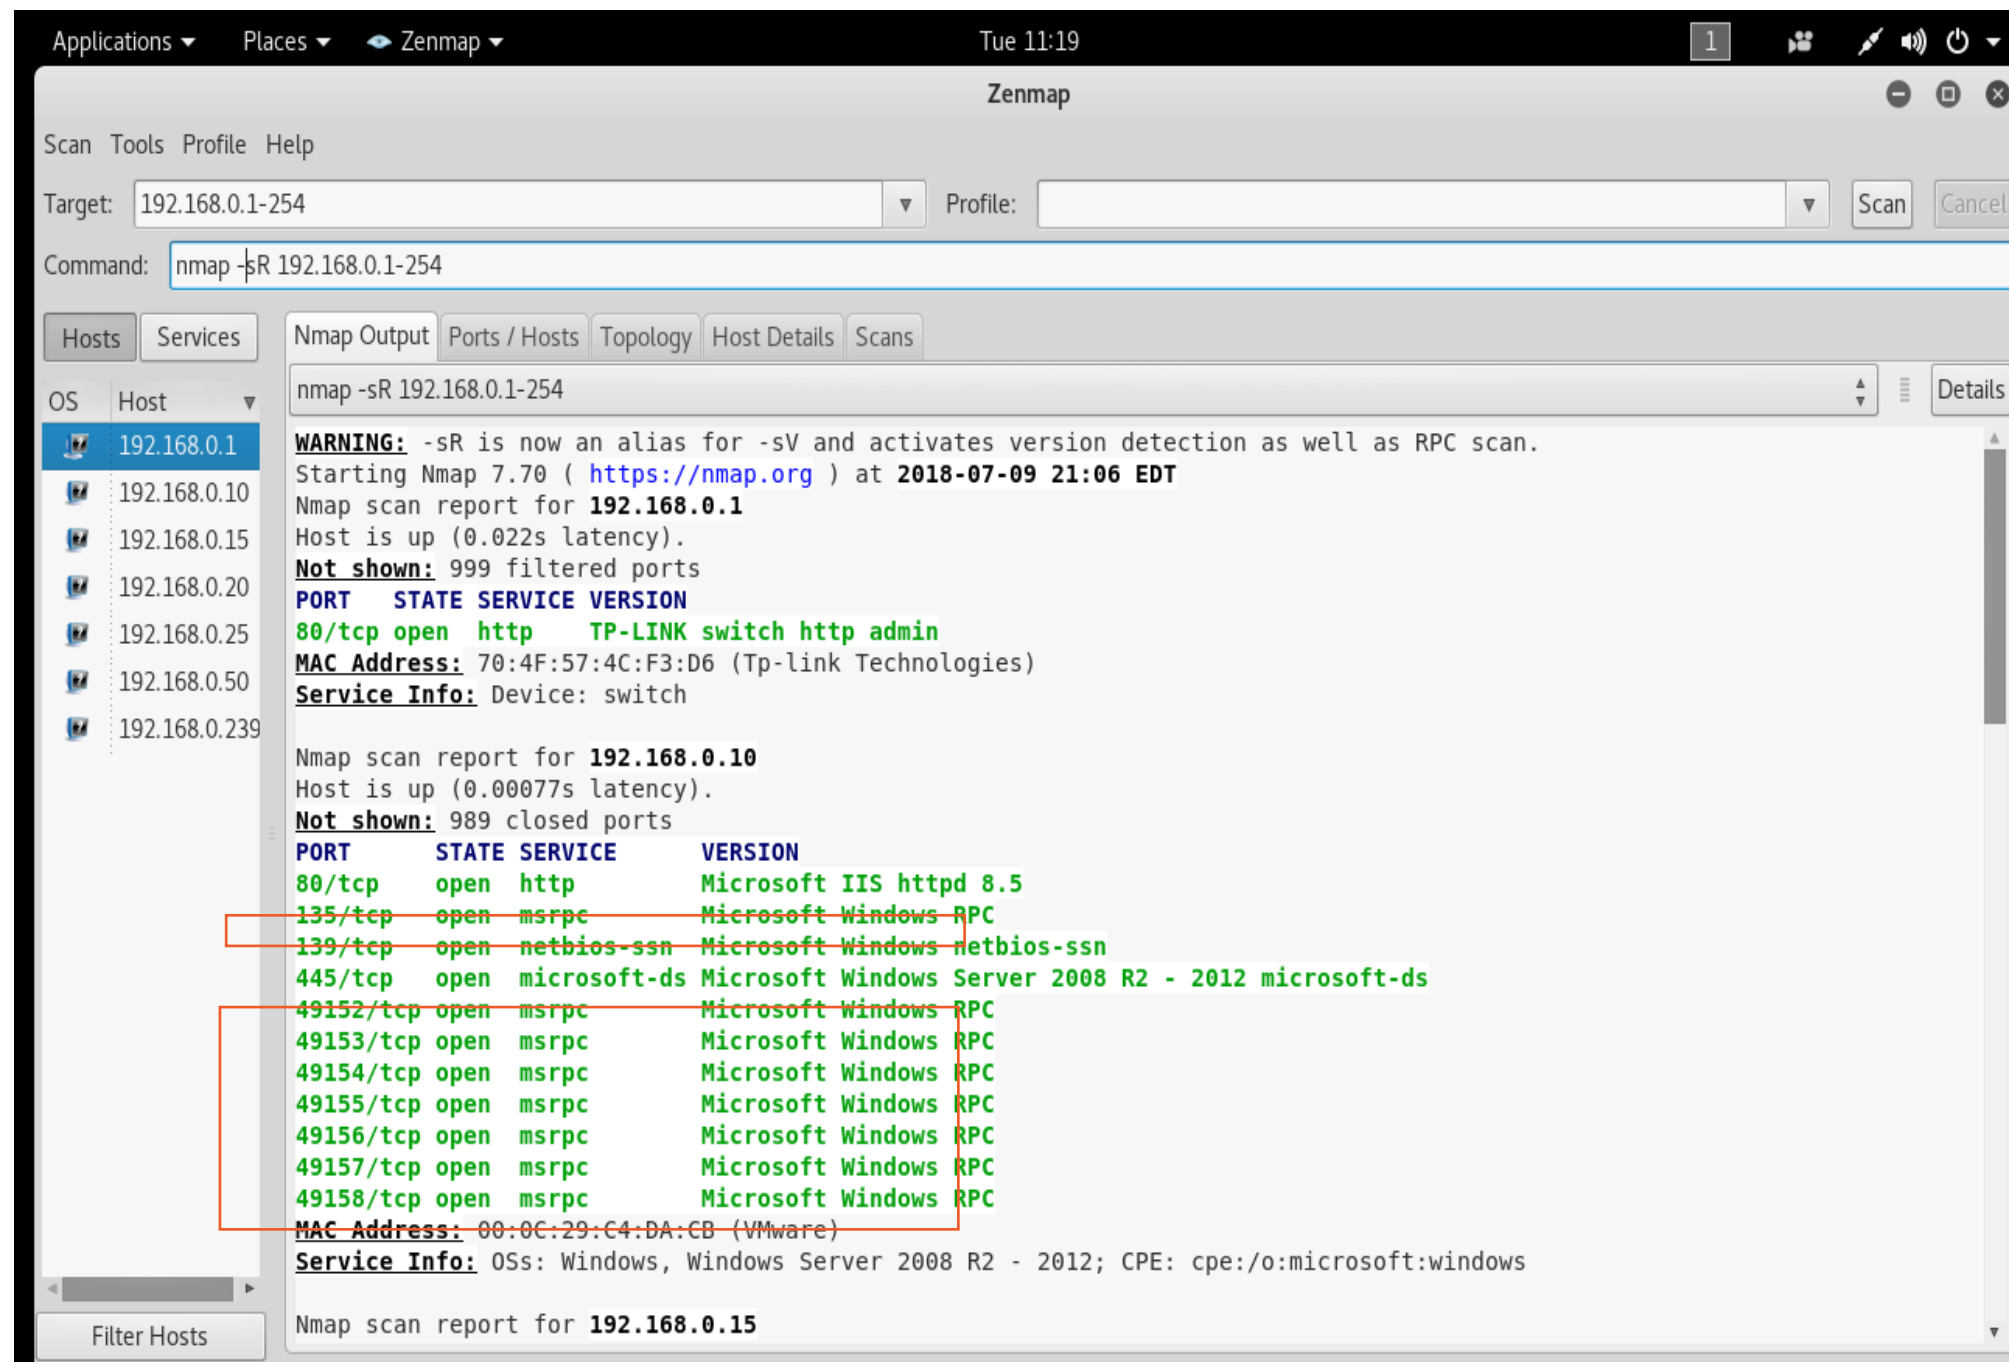 Applications Places Zenmap Tue 11:19 1
Zenmap
Scan Tools Profile Help
Target: 192.168.0.1-254 Profile: Scan Cancel
Command: nmap -sR 192.168.0.1-254
Hosts Services Nmap Output Ports / Hosts Topology Host Details Scans
nmap -sR 192.168.0.1-254 Details
OS Host
192.168.0.1
192.168.0.10
192.168.0.15
192.168.0.20
192.168.0.25
192.168.0.50
192.168.0.239
Filter Hosts
WARNING: -sR is now an alias for -sV and activates version detection as well as RPC scan.
Starting Nmap 7.70 ( https://nmap.org ) at 2018-07-09 21:06 EDT
Nmap scan report for 192.168.0.1
Host is up (0.022s latency).
Not shown: 999 filtered ports
PORT STATE SERVICE VERSION
80/tcp open http TP-LINK switch http admin
MAC Address: 70:4F:57:4C:F3:D6 (Tp-link Technologies)
Service Info: Device: switch
Nmap scan report for 192.168.0.10
Host is up (0.00077s latency).
Not shown: 989 closed ports
PORT STATE SERVICE VERSION
80/tcp open http Microsoft IIS httpd 8.5
135/tcp open msrpc Microsoft Windows RPC
139/tcp open netbios-ssn Microsoft Windows netbios-ssn
445/tcp open microsoft-ds Microsoft Windows Server 2008 R2 - 2012 microsoft-ds
49152/tcp open msrpc Microsoft Windows RPC
49153/tcp open msrpc Microsoft Windows RPC
49154/tcp open msrpc Microsoft Windows RPC
49155/tcp open msrpc Microsoft Windows RPC
49156/tcp open msrpc Microsoft Windows RPC
49157/tcp open msrpc Microsoft Windows RPC
49158/tcp open msrpc Microsoft Windows RPC
MAC Address: 00:0C:29:C4:DA:CB (VMware)
Service Info: OSs: Windows, Windows Server 2008 R2 - 2012; CPE: cpe:/o:microsoft:windows
Nmap scan report for 192.168.0.15